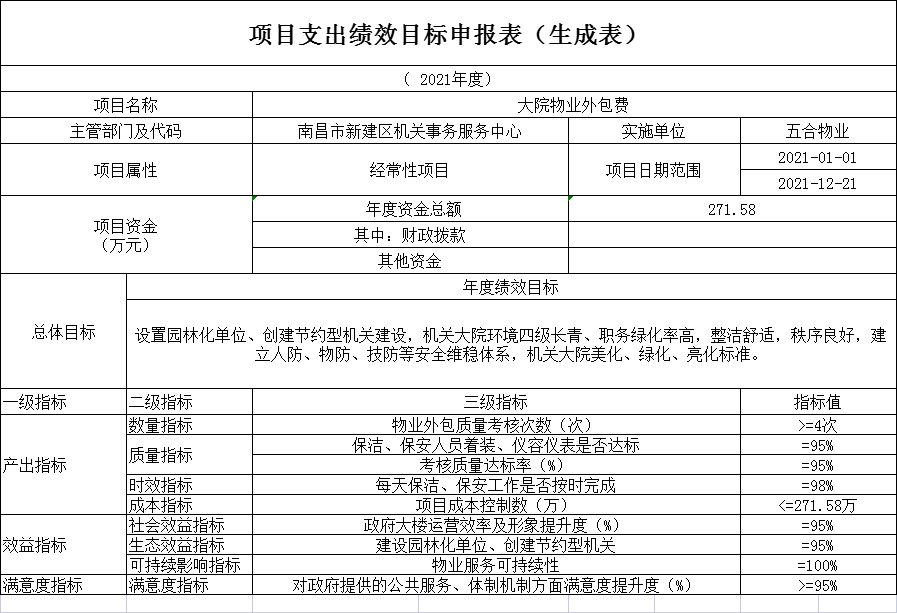 项目支出绩效目标申报表（生成表）
（ 2021年度）
项目名称 大院物业外包费
主管部门及代码 南昌市新建区机关事务服务中心 实施单位 五合物业
项目属性 经常性项目 项目日期范围 2021-01-01
2021-12-21
项目资金
（万元）
年度资金总额 271.58
其中：财政拨款
其他资金
总体目标
年度绩效目标
设置园林化单位、创建节约型机关建设，机关大院环境四级长青、职务绿化率高，整洁舒适，秩序良好，建
立人防、物防、技防等安全维稳体系，机关大院美化、绿化、亮化标准。
一级指标 二级指标 三级指标 指标值
产出指标
数量指标 物业外包质量考核次数（次） >=4次
质量指标
保洁、保安人员着装、仪容仪表是否达标 =95%
考核质量达标率（%） =95%
时效指标 每天保洁、保安工作是否按时完成 =98%
成本指标 项目成本控制数（万） <=271.58万
效益指标
社会效益指标 政府大楼运营效率及形象提升度（%） =95%
生态效益指标 建设园林化单位、创建节约型机关 =95%
可持续影响指标 物业服务可持续性 =100%
满意度指标 满意度指标 对政府提供的公共服务、体制机制方面满意度提升度（%） >=95%